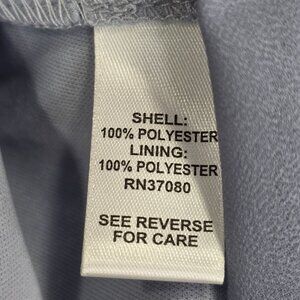 SHELL:
100% POLYESTER
LINING:
100% POLYESTER
RN37080
SEE REVERSE
FOR CARE